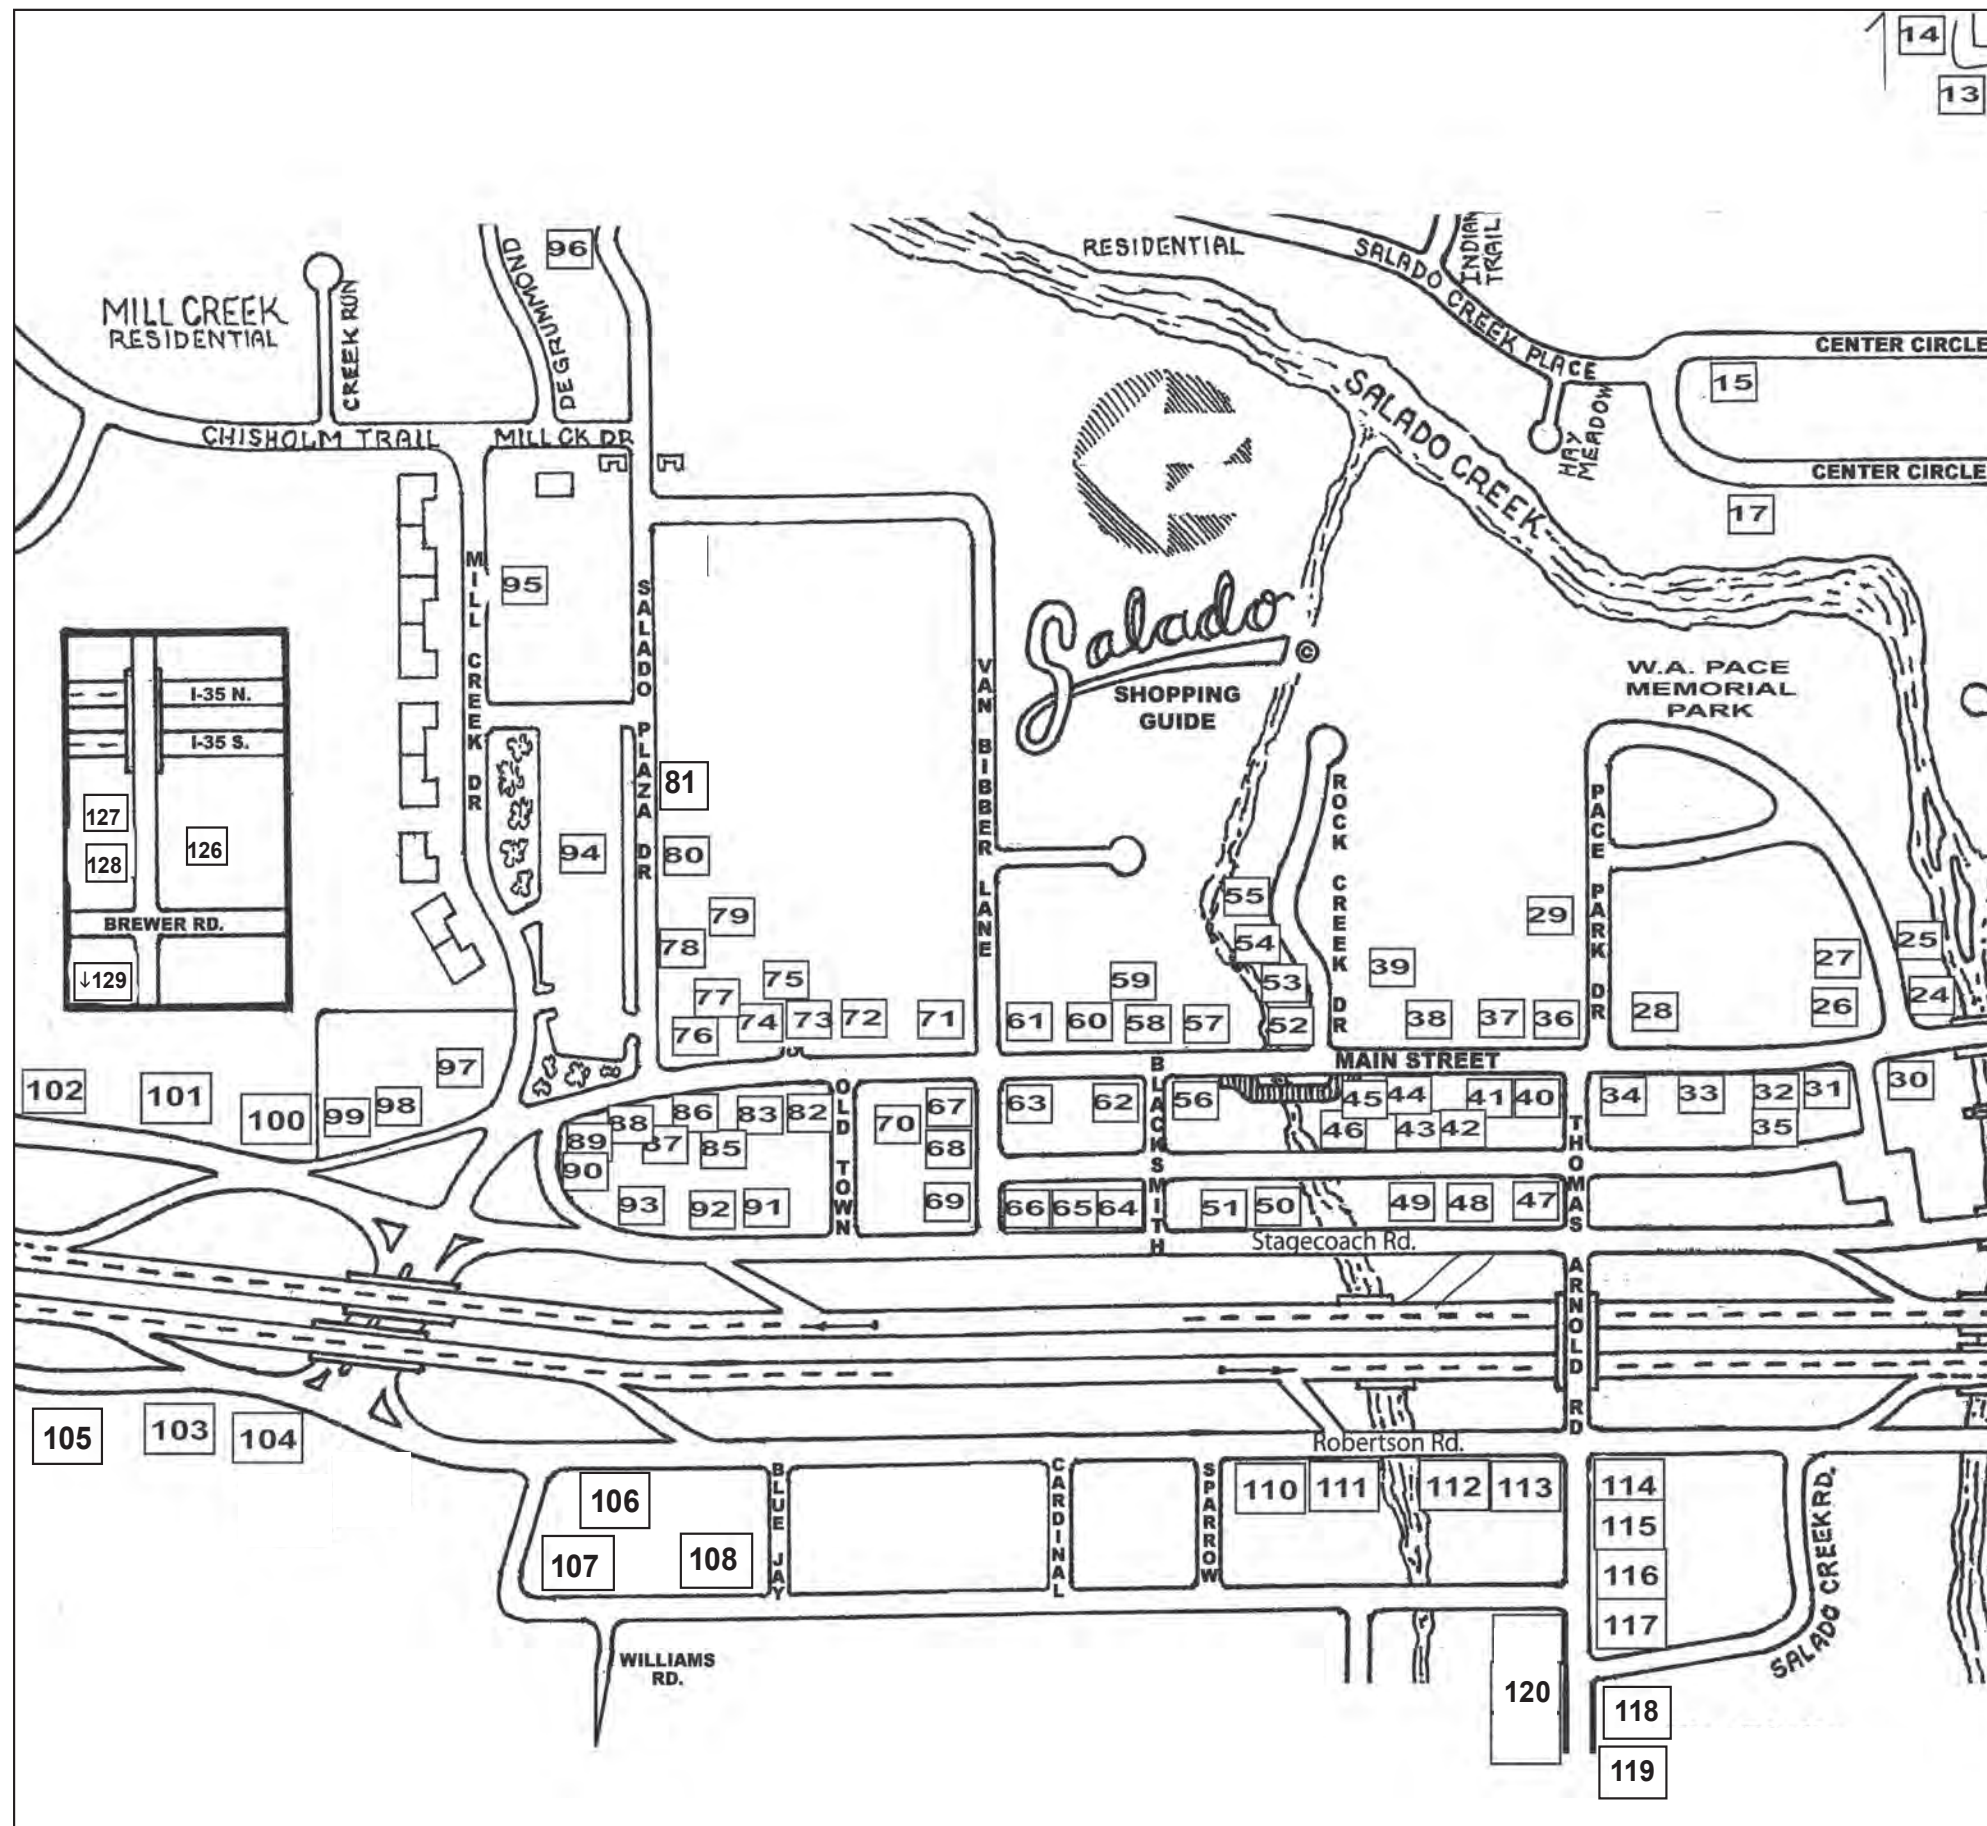 14
13
RESIDENTIAL
INDIAN
TRAIL
SALADO CREEK PLACE
96
DEGRUMMOND
MILL CREEK
RESIDENTIAL
CREEK RUN
CENTER CIRCLE
15
SALADO CREEK
HAY
MEADOW
CHISHOLM TRAIL
MILL CK DR
CENTER CIRCLE
17
MILL CREEK DR
95
SALADO PLAZA DR
Salado
©
SHOPPING
GUIDE
VAN BIBBER LANE
W.A. PACE
MEMORIAL
PARK
I-35 N.
I-35 S.
127
128
126
BREWER RD.
↓129
81
94
80
79
78
77
75
76
74
73
72
71
61
60
59
58
57
55
54
53
52
ROCK CREEK DR
39
38
37
36
29
PACE PARK DR
28
27
26
25
24
MAIN STREET
102
101
100
99
98
97
89
88
87
86
85
83
82
90
93
92
91
OLD TOWN
70
67
68
69
63
62
66
65
64
BLACKSMITH
56
51
50
45
44
46
43
42
41
40
49
48
47
THOMAS ARNOLD RD
34
33
32
31
35
30
Stagecoach Rd.
105
103
104
Robertson Rd.
106
107
108
BLUE JAY
CARDINAL
SPARROW
110
111
112
113
114
115
116
117
SALADO CREEK RD.
WILLIAMS
RD.
120
118
119